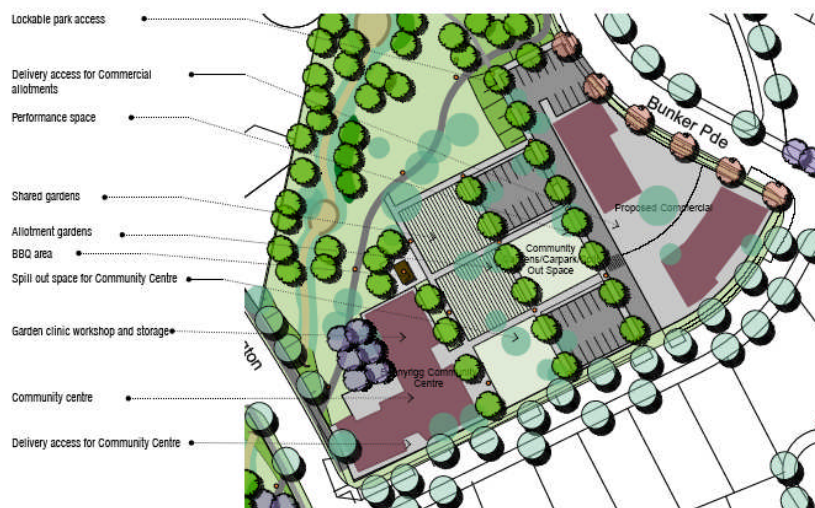 Lockable park access
Delivery access for Commercial
allotments
Performance space
Shared gardens
Allotment gardens
BBQ area
Spill out space for Community Centre
Garden clinic workshop and storage
Community centre
Delivery access for Community Centre
Bunker Pde
Proposed Commercial
Community
Out Space
Community
Centre